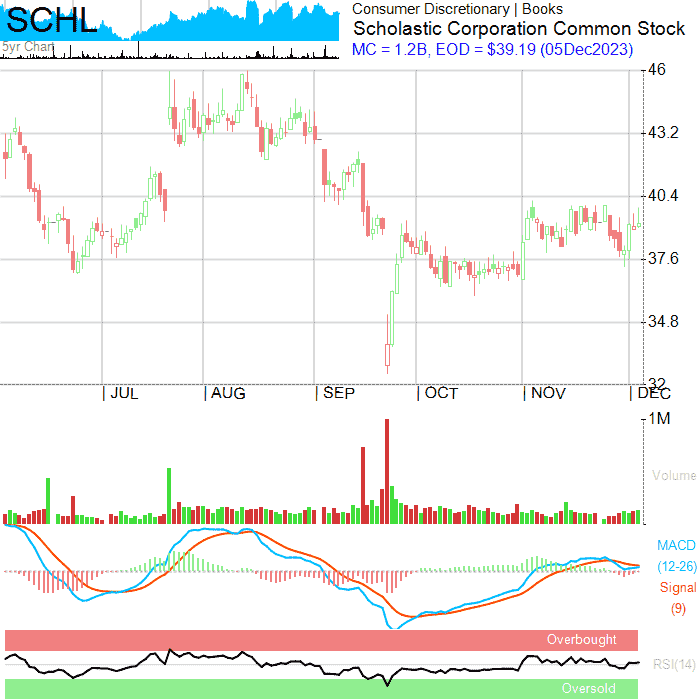 SCHL
5yr Chart
Consumer Discretionary | Books
Scholastic Corporation Common Stock
MC = 1.2B, EOD = $39.19 (05Dec2023)
46
43.2
40.4
37.6
34.8
32
JUL AUG SEP OCT NOV DEC
1M
Volume
MACD
(12-26)
Signal
(9)
Overbought
RSI(14)
Oversold